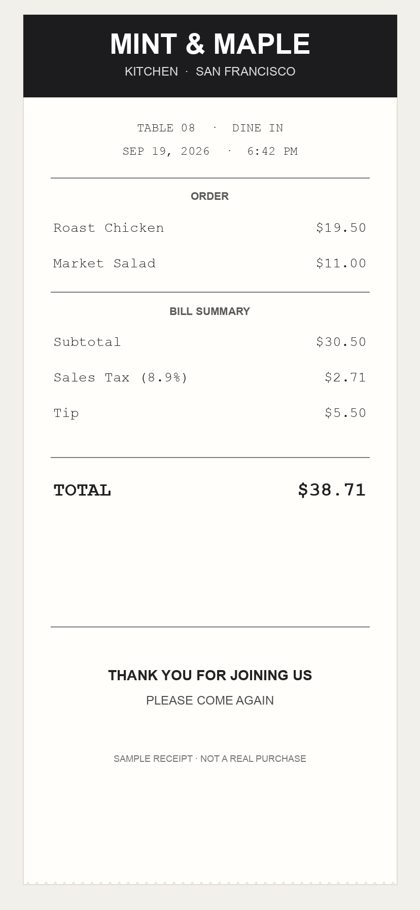 MINT & MAPLE
KITCHEN · SAN FRANCISCO
TABLE 08 · DINE IN
SEP 19, 2026 · 6:42 PM
ORDER
Roast Chicken $19.50
Market Salad $11.00
BILL SUMMARY
Subtotal $30.50
Sales Tax (8.9%) $2.71
Tip $5.50
TOTAL $38.71
THANK YOU FOR JOINING US
PLEASE COME AGAIN
SAMPLE RECEIPT · NOT A REAL PURCHASE